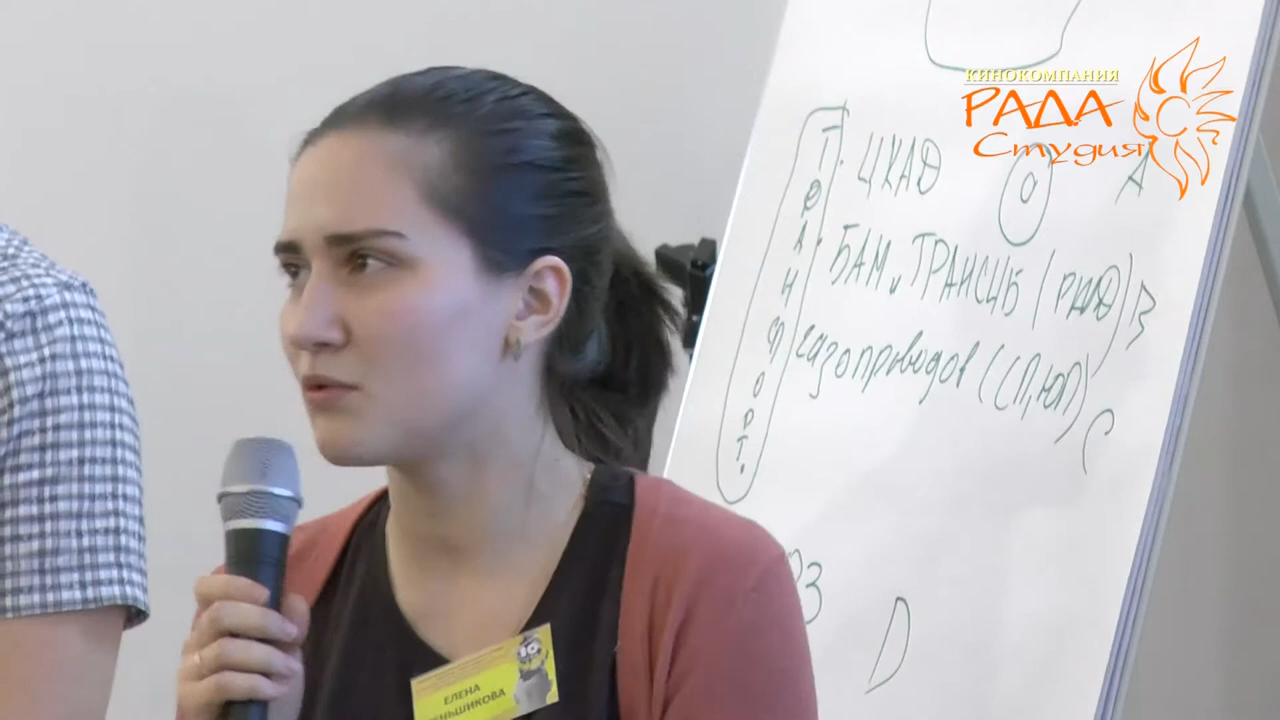 КИНОКОМПАНИЯ
РАДА
Студия
ТРАНСПОРТ.
· ЦКАД А
· БАМ и ТРАНССИБ (РЖД) В
газопроводов (СП, ЮП) С
D
ЕЛЕНА